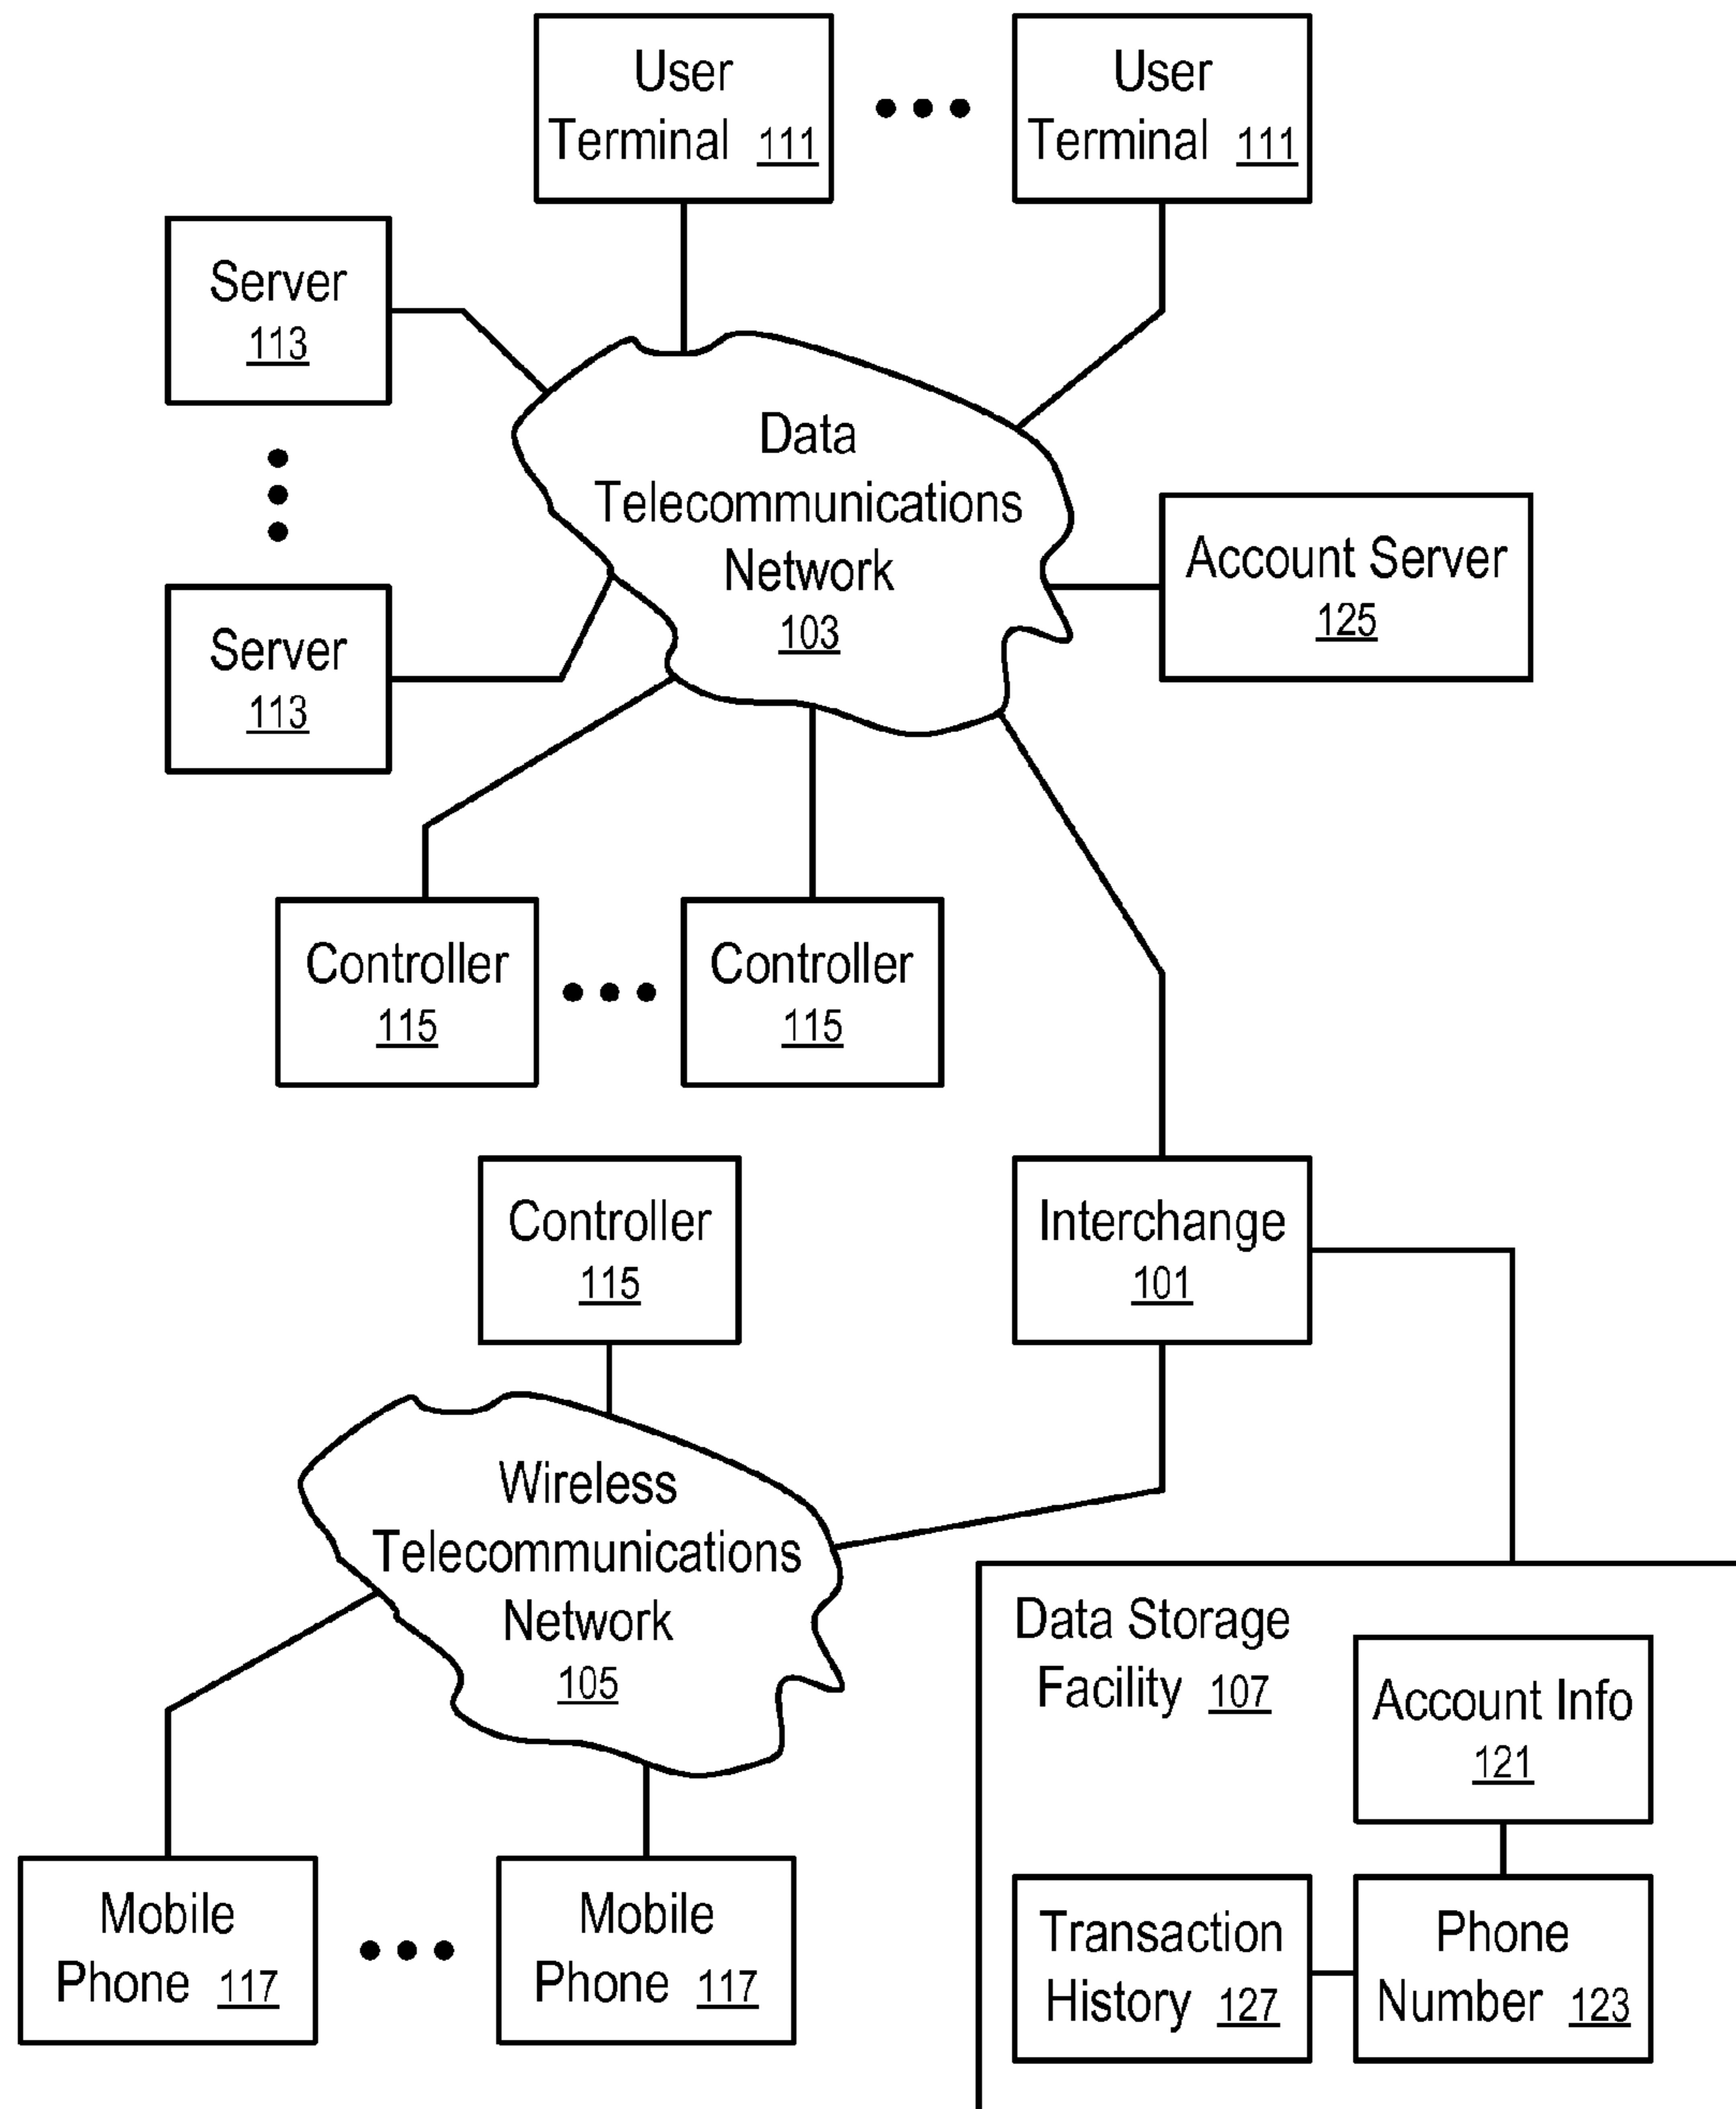 User
Terminal 111
User
Terminal 111
Server
113
Data
Telecommunications
Network
103
Account Server
125
Server
113
Controller
115
Controller
115
Controller
115
Interchange
101
Wireless
Telecommunications
Network
105
Data Storage
Facility 107
Account Info
121
Mobile
Phone 117
Mobile
Phone 117
Transaction
History 127
Phone
Number 123